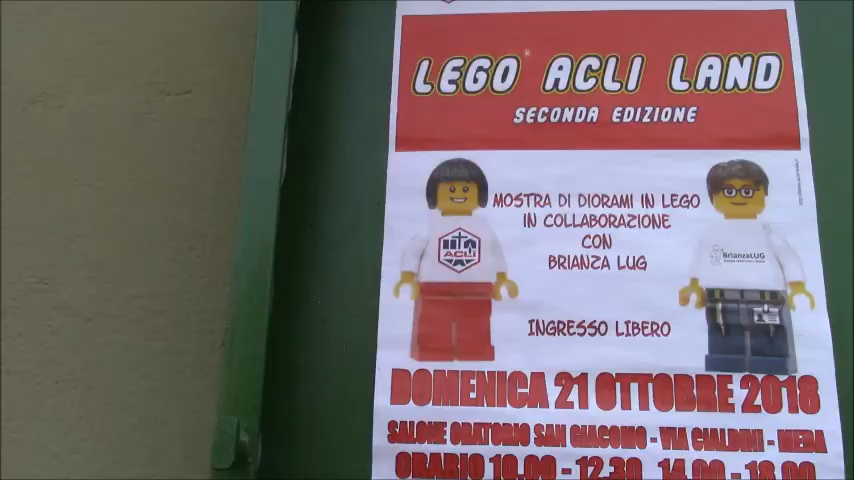 LEGO® ACLI LAND
SECONDA EDIZIONE
MOSTRA DI DIORAMI IN LEGO
IN COLLABORAZIONE
CON
BRIANZA LUG
ACLI
BrianzaLUG
INGRESSO LIBERO
DOMENICA 21 OTTOBRE 2018
SALONE ORATORIO SAN GIACOMO - VIA CIALDINI - MEDA
ORARIO 10.00 - 12.30 14.00 - 18.00